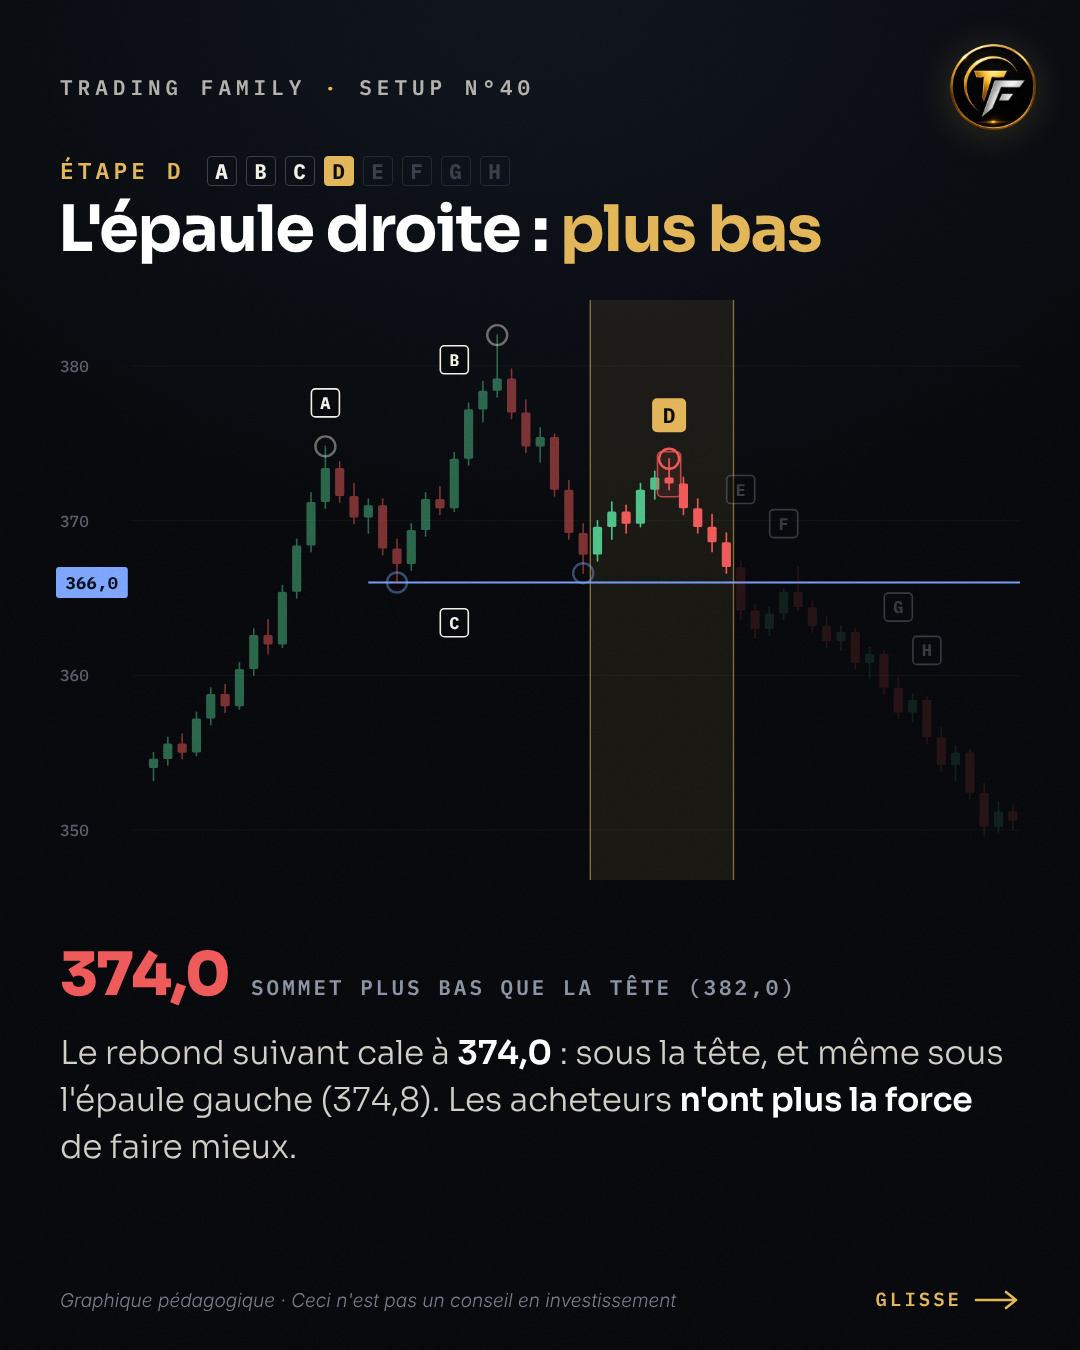 TRADING FAMILY · SETUP N°40
TF
ÉTAPE D A B C D E F G H
L'épaule droite : plus bas
380
370
366,0
360
350
A
B
C
D
E
F
G
H
374,0 SOMMET PLUS BAS QUE LA TÊTE (382,0)
Le rebond suivant cale à 374,0 : sous la tête, et même sous
l'épaule gauche (374,8). Les acheteurs n'ont plus la force
de faire mieux.
Graphique pédagogique · Ceci n'est pas un conseil en investissement
GLISSE →